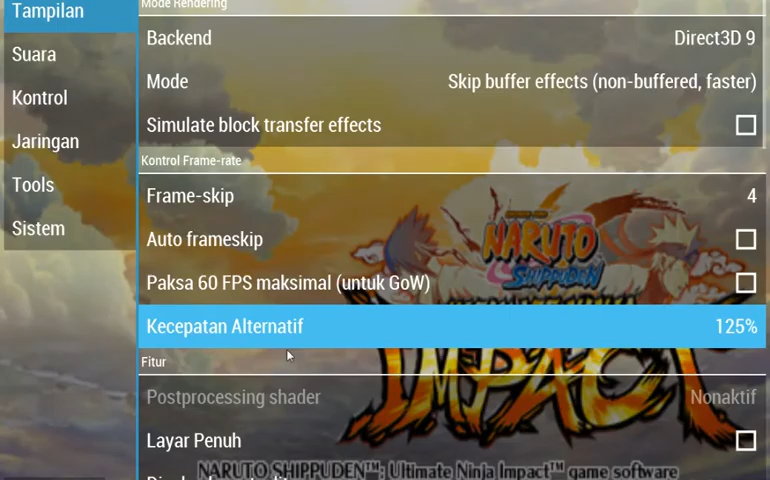 Tampilan
Suara
Kontrol
Jaringan
Tools
Sistem
Mode Rendering
Backend Direct3D 9
Mode Skip buffer effects (non-buffered, faster)
Simulate block transfer effects
Kontrol Frame-rate
Frame-skip 4
Auto frameskip
Paksa 60 FPS maksimal (untuk GoW)
Kecepatan Alternatif 125%
Fitur
Postprocessing shader Nonaktif
Layar Penuh
NARUTO
SHIPPUDEN
IMPACT
NARUTO SHIPPUDEN™: Ultimate Ninja Impact™ game software